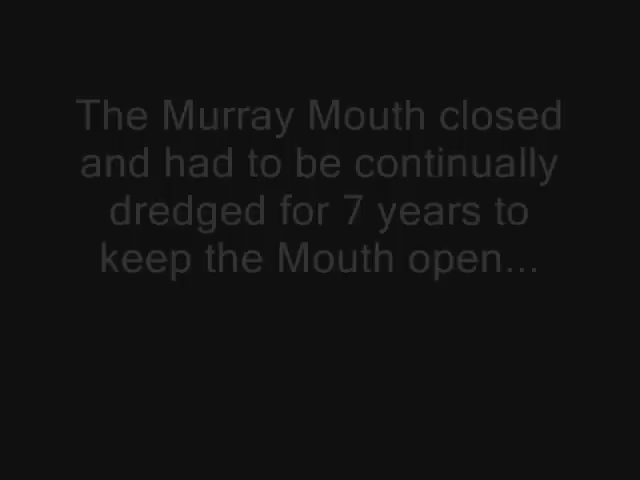 The Murray Mouth closed
and had to be continually
dredged for 7 years to
keep the Mouth open...